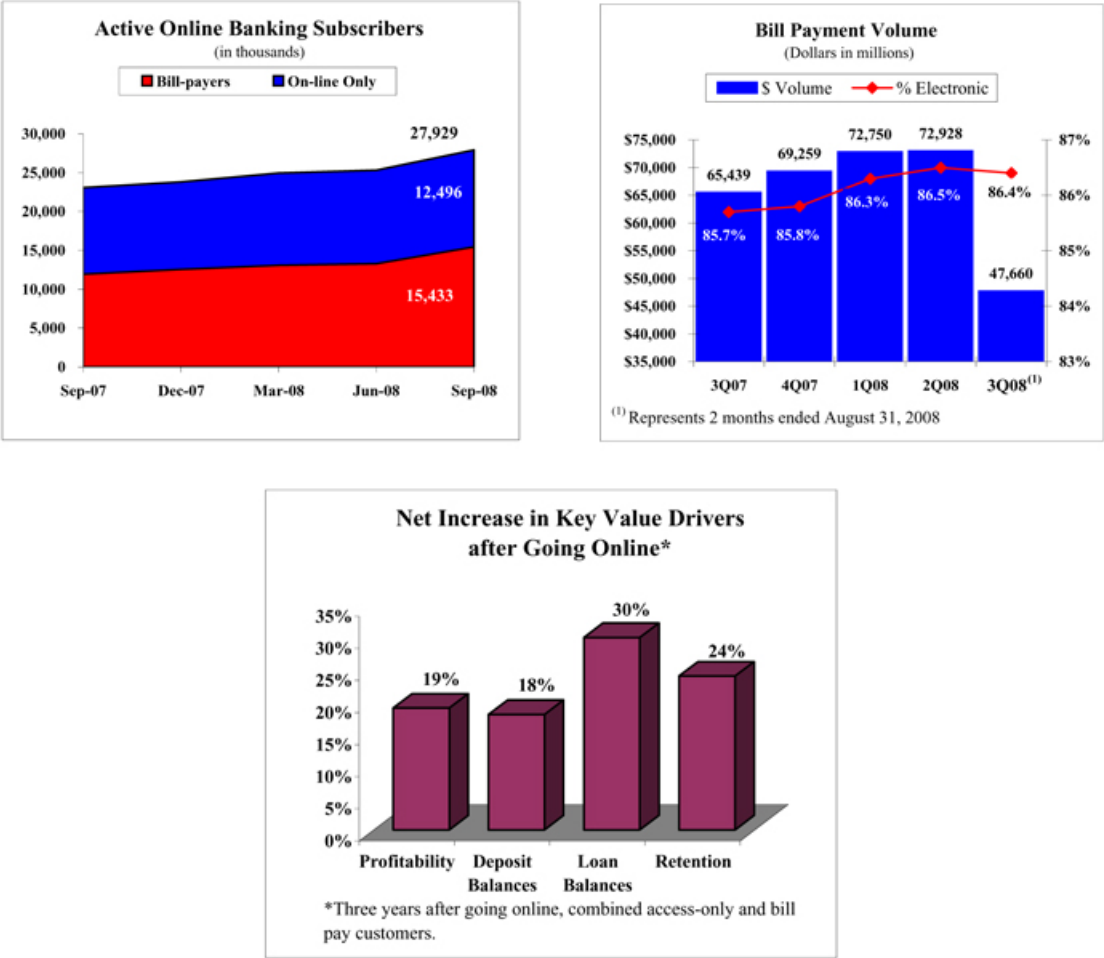 Active Online Banking Subscribers
(in thousands)
Bill-payers On-line Only
30,000
25,000
20,000
15,000
10,000
5,000
0
27,929
12,496
15,433
Sep-07 Dec-07 Mar-08 Jun-08 Sep-08
Bill Payment Volume
(Dollars in millions)
$ Volume % Electronic
$75,000
$70,000
$65,000
$60,000
$55,000
$50,000
$45,000
$40,000
$35,000
65,439 69,259 72,750 72,928 47,660
85.7% 85.8% 86.3% 86.5% 86.4%
87%
86%
85%
84%
83%
3Q07 4Q07 1Q08 2Q08 3Q08(1)
(1) Represents 2 months ended August 31, 2008
Net Increase in Key Value Drivers
after Going Online*
35%
30%
25%
20%
15%
10%
5%
0%
19% 18% 30% 24%
Profitability Deposit Loan Retention
Balances Balances
*Three years after going online, combined access-only and bill
pay customers.